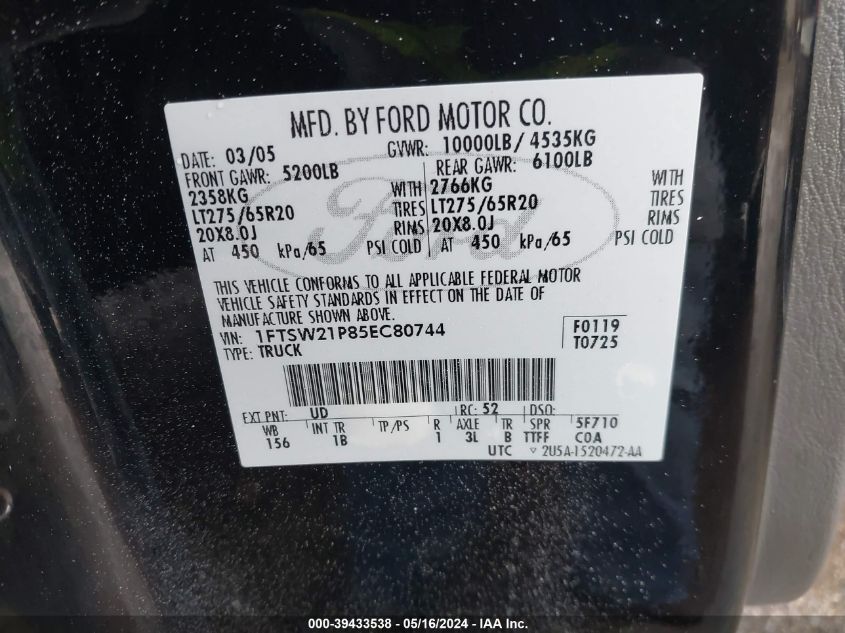 MFD. BY FORD MOTOR CO.
DATE: 03/05 GVWR: 10000LB/ 4535KG
FRONT GAWR: 5200LB REAR GAWR: 6100LB
2358KG WITH 2766KG WITH
LT275/65R20 TIRES LT275/65R20 TIRES
20X8.0J RIMS 20X8.0J RIMS
AT 450 kPa/65 PSI COLD AT 450 kPa/65 PSI COLD
Ford
THIS VEHICLE CONFORMS TO ALL APPLICABLE FEDERAL MOTOR
VEHICLE SAFETY STANDARDS IN EFFECT ON THE DATE OF
MANUFACTURE SHOWN ABOVE.
VIN: 1FTSW21P85EC80744 F0119
TYPE: TRUCK T0725
EXT PNT: UD RC: 52 DSO:
WB INT TR TP/PS R AXLE TR SPR 5F710
156 1B 1 3L B TTFF COA
UTC ▽ 2U5A-1520472-AA
000-39433538 - 05/16/2024 - IAA Inc.